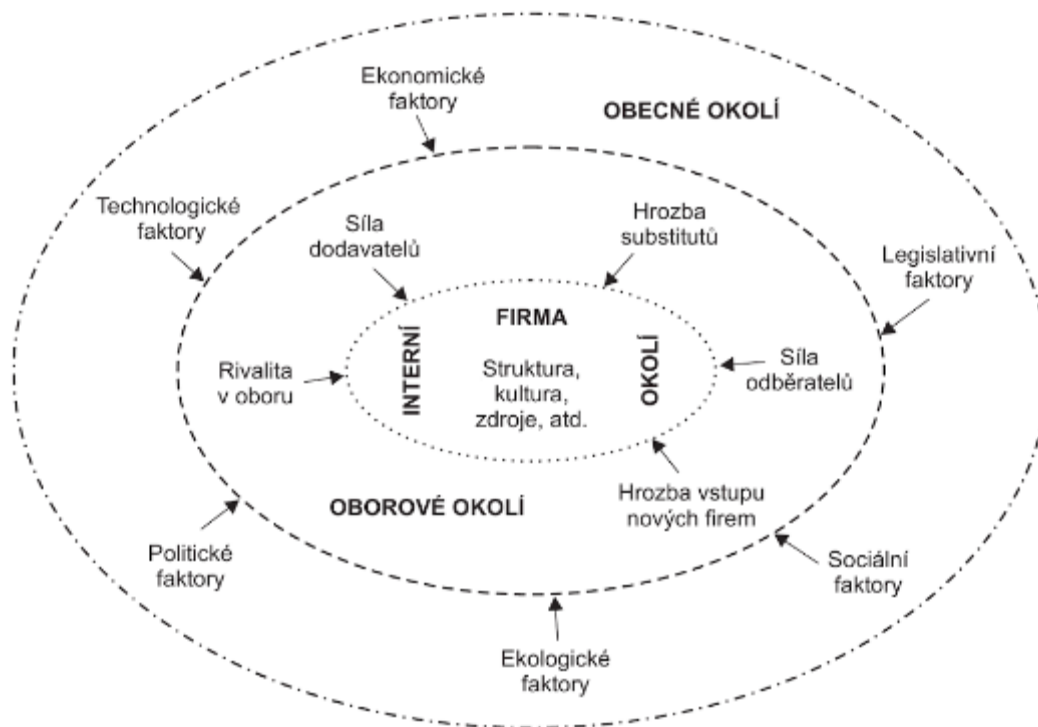 Ekonomické
faktory
OBECNÉ OKOLÍ
Technologické
faktory
Síla
dodavatelů
Hrozba
substitutů
Legislativní
faktory
FIRMA
INTERNÍ
Struktura,
kultura,
zdroje, atd.
OKOLÍ
Rivalita
v oboru
Síla
odběratelů
OBOROVÉ OKOLÍ
Hrozba vstupu
nových firem
Politické
faktory
Sociální
faktory
Ekologické
faktory